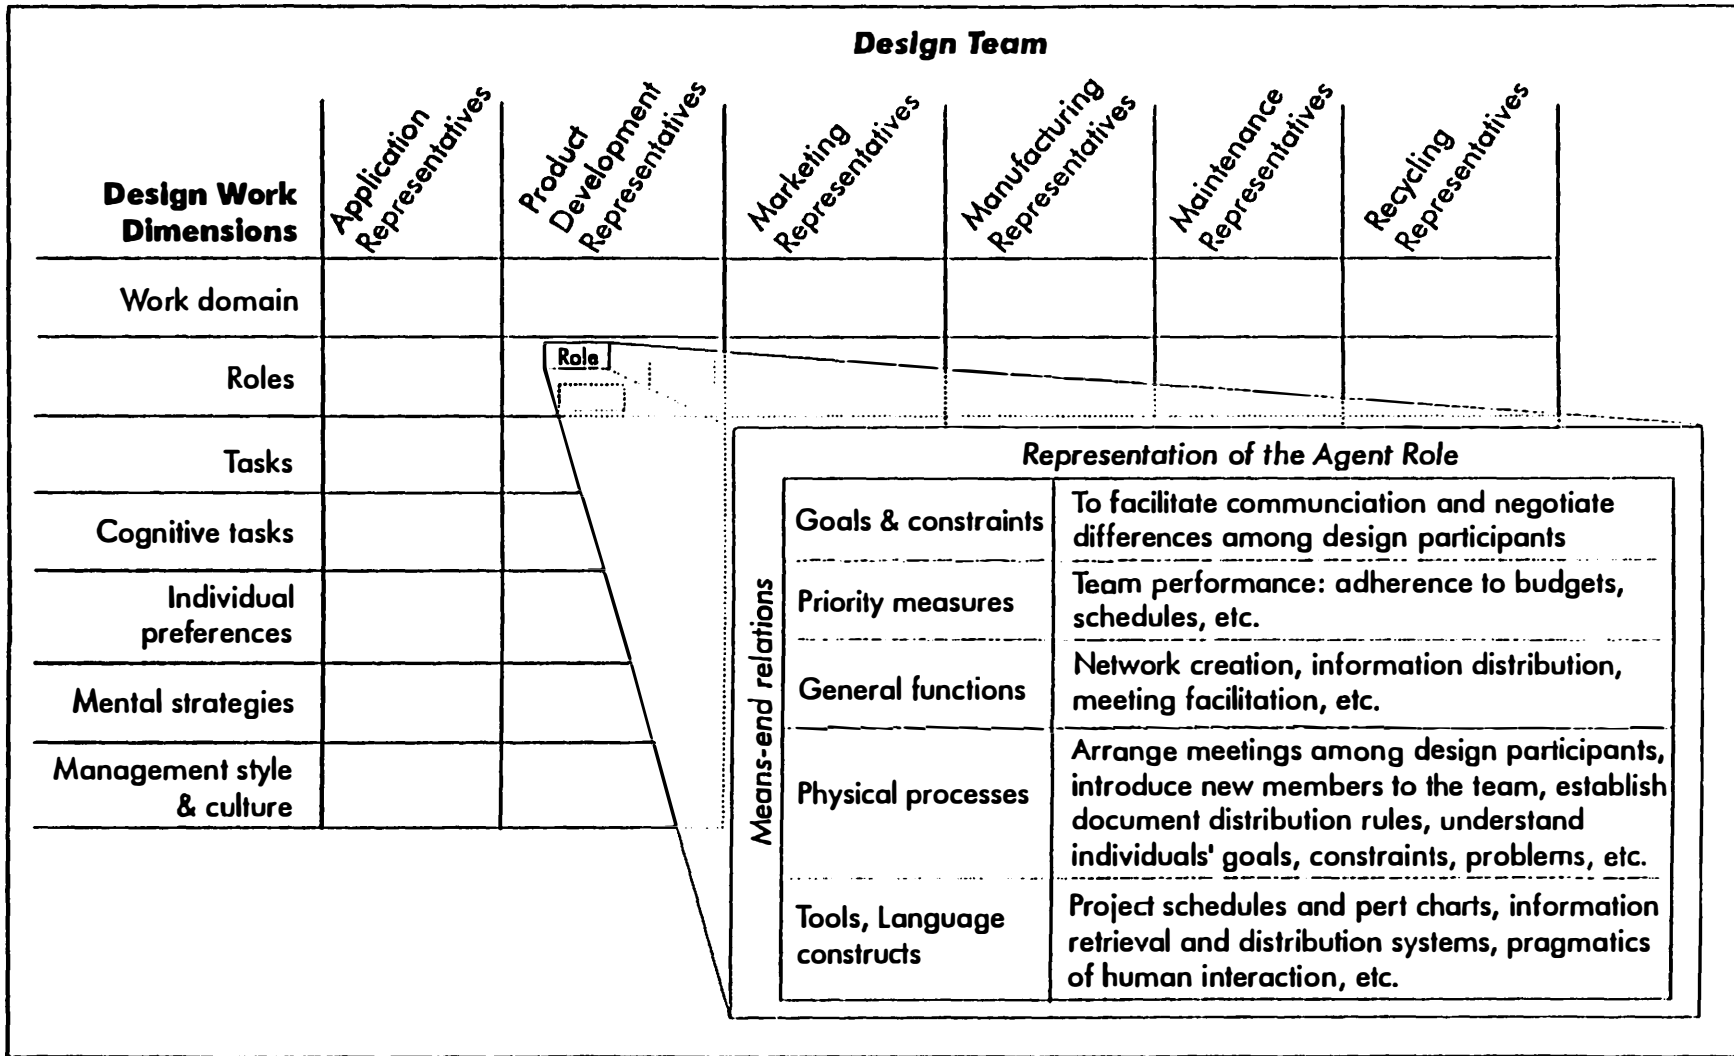 Design Team
Design Work
Dimensions
Application
Representatives
Product
Development
Representatives
Marketing
Representatives
Manufacturing
Representatives
Maintenance
Representatives
Recycling
Representatives
Work domain
Roles
Role
Tasks
Cognitive tasks
Individual
preferences
Mental strategies
Management style
& culture
Representation of the Agent Role
Means-end relations
Goals & constraints
To facilitate communciation and negotiate
differences among design participants
Priority measures
Team performance: adherence to budgets,
schedules, etc.
General functions
Network creation, information distribution,
meeting facilitation, etc.
Physical processes
Arrange meetings among design participants,
introduce new members to the team, establish
document distribution rules, understand
individuals' goals, constraints, problems, etc.
Tools, Language
constructs
Project schedules and pert charts, information
retrieval and distribution systems, pragmatics
of human interaction, etc.